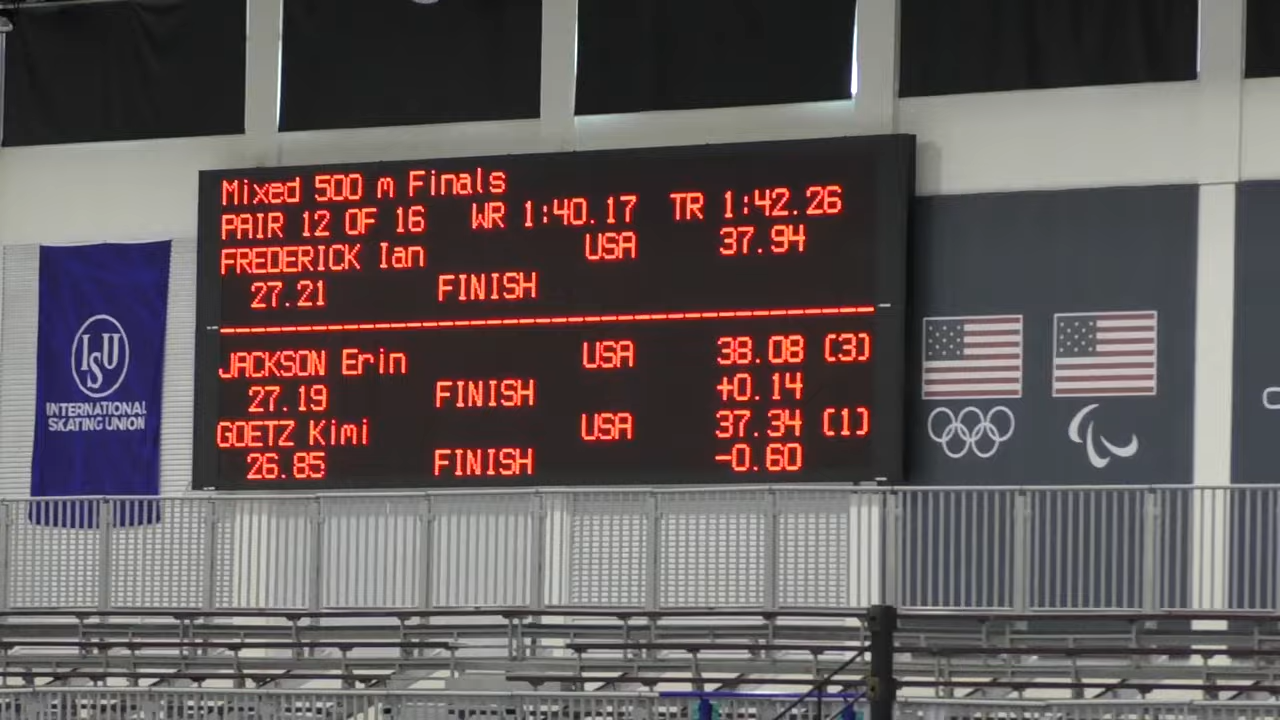 Mixed 500 m Finals
PAIR 12 OF 16 WR 1:40.17 TR 1:42.26
FREDERICK Ian USA 37.94
27.21 FINISH
JACKSON Erin USA 38.08 (3)
27.19 FINISH +0.14
GOETZ Kimi USA 37.34 (1)
26.85 FINISH -0.60
ISU
INTERNATIONAL
SKATING UNION